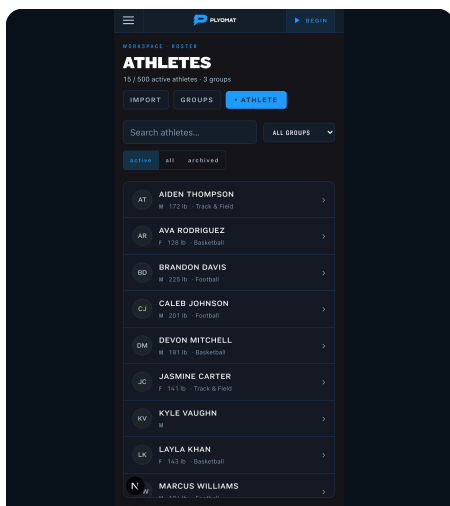 PLYOMAT
BEGIN
WORKSPACE · ROSTER
ATHLETES
15 / 500 active athletes · 3 groups
IMPORT
GROUPS
+ ATHLETE
Search athletes...
ALL GROUPS
active
all
archived
AT
AIDEN THOMPSON
M 172 lb · Track & Field
AR
AVA RODRIGUEZ
F 128 lb · Basketball
BD
BRANDON DAVIS
M 225 lb · Football
CJ
CALEB JOHNSON
M 201 lb · Football
DM
DEVON MITCHELL
M 181 lb · Basketball
JC
JASMINE CARTER
F 141 lb · Track & Field
KV
KYLE VAUGHN
M
LK
LAYLA KHAN
F 143 lb · Basketball
N
W
MARCUS WILLIAMS